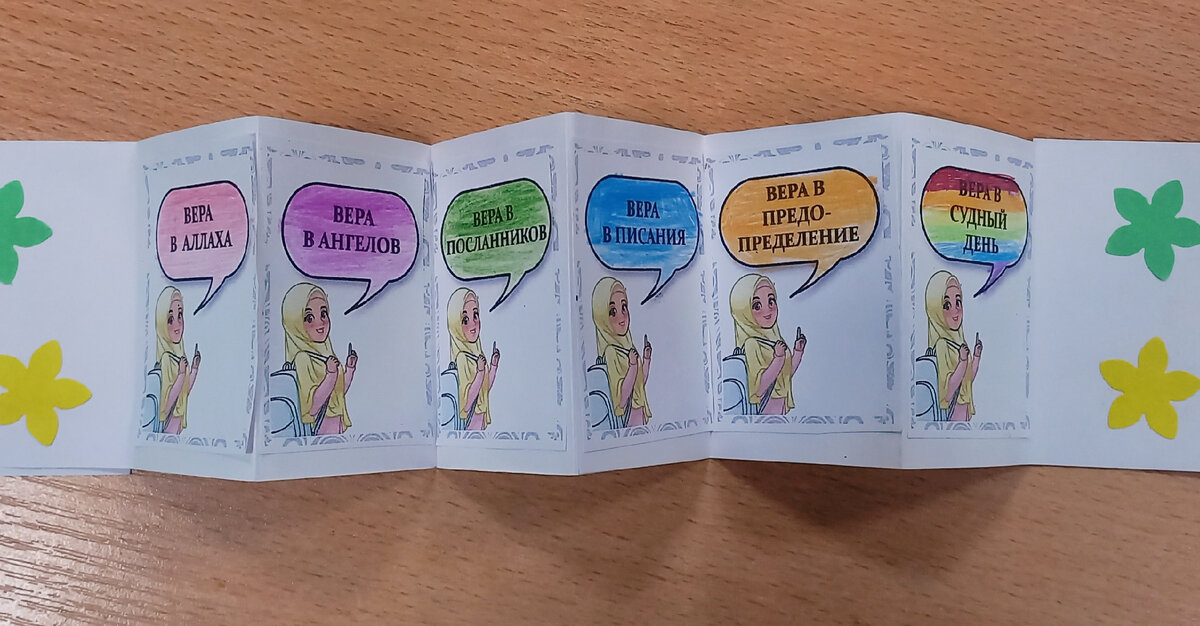 ВЕРА
В АЛЛАХА
ВЕРА
В АНГЕЛОВ
ВЕРА В
ПОСЛАННИКОВ
ВЕРА
В ПИСАНИЯ
ВЕРА В
ПРЕДО-
ПРЕДЕЛЕНИЕ
ВЕРА В
СУДНЫЙ
ДЕНЬ